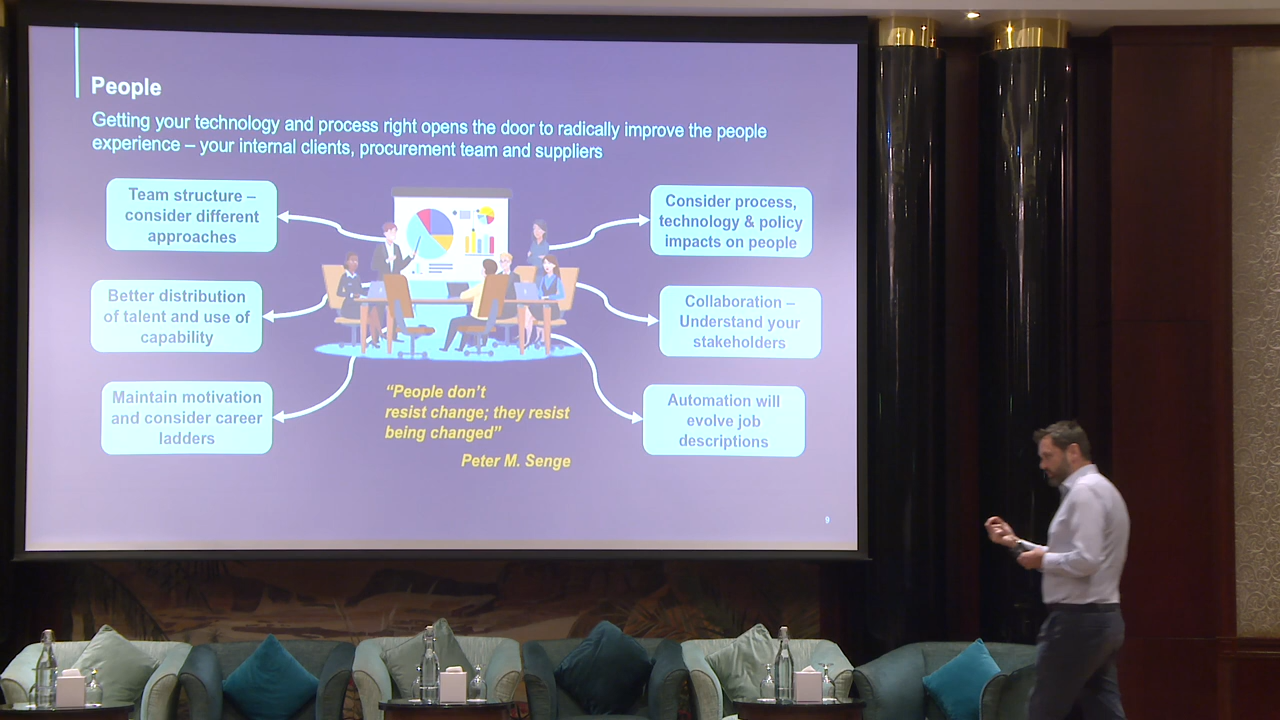 People
Getting your technology and process right opens the door to radically improve the people
experience – your internal clients, procurement team and suppliers
Team structure –
consider different
approaches
Better distribution
of talent and use of
capability
Maintain motivation
and consider career
ladders
Consider process,
technology & policy
impacts on people
Collaboration –
Understand your
stakeholders
Automation will
evolve job
descriptions
“People don’t
resist change; they resist
being changed”
Peter M. Senge
9